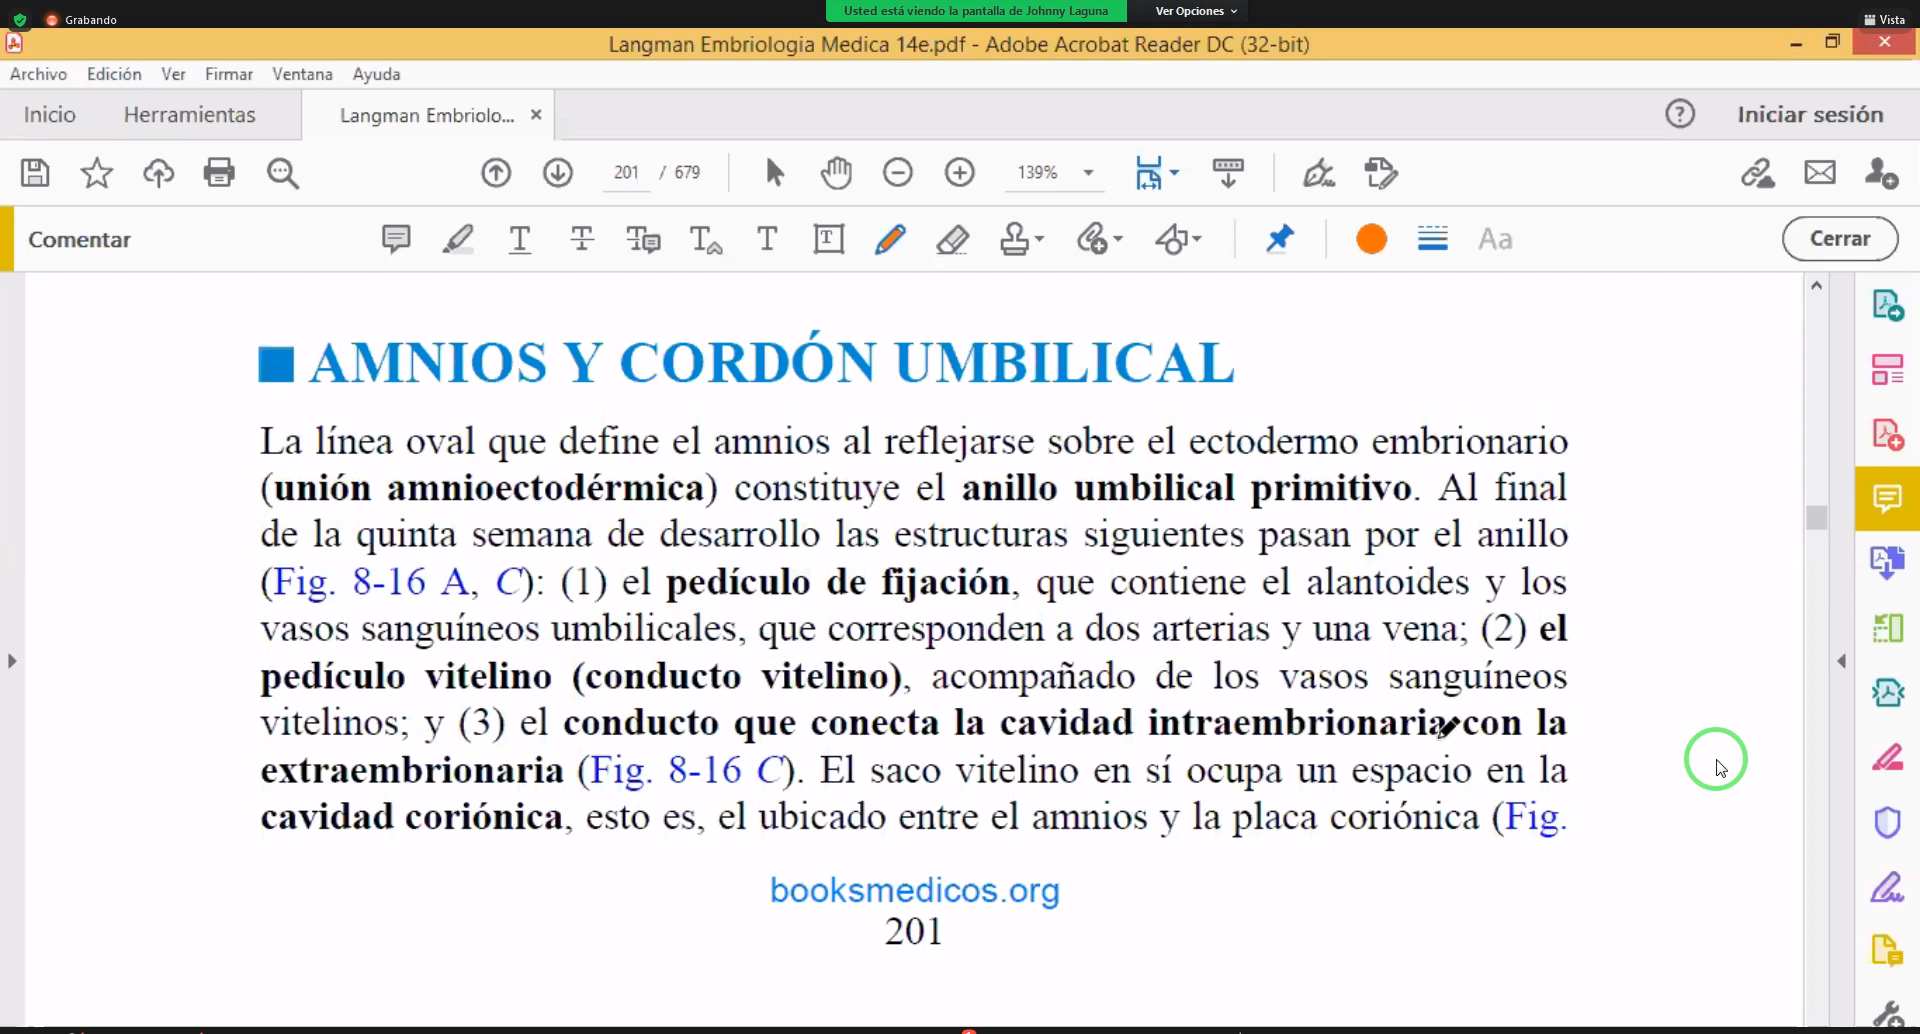 Grabando
Usted está viendo la pantalla de Johnny Laguna
Ver Opciones
Vista
Langman Embriologia Medica 14e.pdf - Adobe Acrobat Reader DC (32-bit)
Archivo Edición Ver Firmar Ventana Ayuda
Inicio Herramientas Langman Embriolo... Iniciar sesión
201 / 679 139%
Comentar Aa Cerrar
AMNIOS Y CORDÓN UMBILICAL
La línea oval que define el amnios al reflejarse sobre el ectodermo embrionario
(unión amnioectodérmica) constituye el anillo umbilical primitivo. Al final
de la quinta semana de desarrollo las estructuras siguientes pasan por el anillo
(Fig. 8-16 A, C): (1) el pedículo de fijación, que contiene el alantoides y los
vasos sanguíneos umbilicales, que corresponden a dos arterias y una vena; (2) el
pedículo vitelino (conducto vitelino), acompañado de los vasos sanguíneos
vitelinos; y (3) el conducto que conecta la cavidad intraembrionaria con la
extraembrionaria (Fig. 8-16 C). El saco vitelino en sí ocupa un espacio en la
cavidad coriónica, esto es, el ubicado entre el amnios y la placa coriónica (Fig.
booksmedicos.org
201